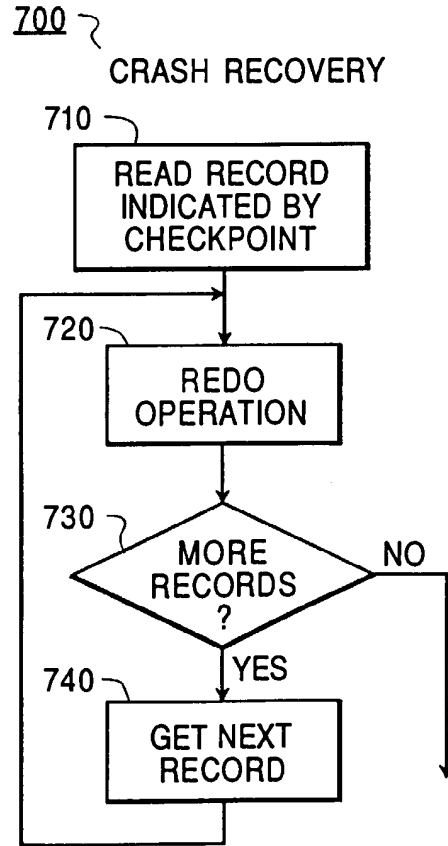 700
CRASH RECOVERY
710
READ RECORD
INDICATED BY
CHECKPOINT
720
REDO
OPERATION
730
MORE
RECORDS
?
NO
YES
740
GET NEXT
RECORD